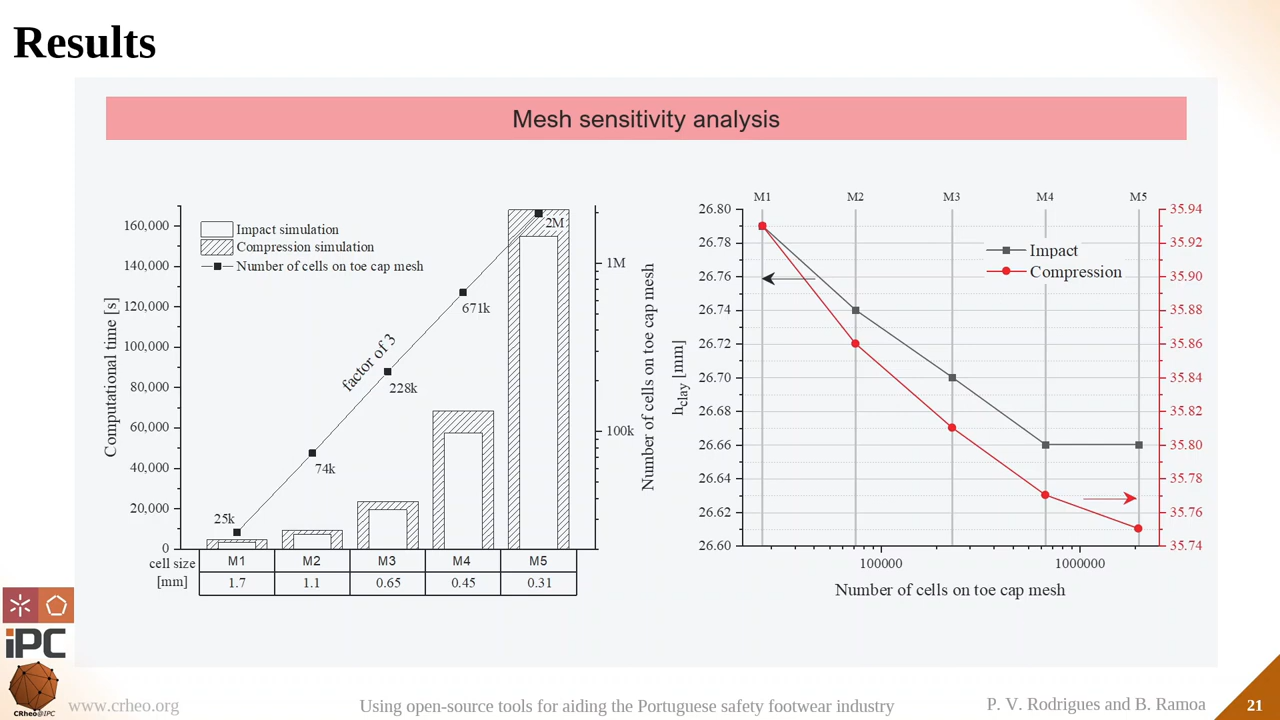 Results
Mesh sensitivity analysis
Computational time [s]
160,000
140,000
120,000
100,000
80,000
60,000
40,000
20,000
0
Impact simulation
Compression simulation
Number of cells on toe cap mesh
factor of 3
25k
74k
228k
671k
2M
1M
100k
Number of cells on toe cap mesh
cell size M1 M2 M3 M4 M5
[mm] 1.7 1.1 0.65 0.45 0.31
M1 M2 M3 M4 M5
h clay [mm]
26.80
26.78
26.76
26.74
26.72
26.70
26.68
26.66
26.64
26.62
26.60
Impact
Compression
35.94
35.92
35.90
35.88
35.86
35.84
35.82
35.80
35.78
35.76
35.74
100000 1000000
Number of cells on toe cap mesh
iPC
CRheo@IPC
www.crheo.org
Using open-source tools for aiding the Portuguese safety footwear industry
P. V. Rodrigues and B. Ramoa
21